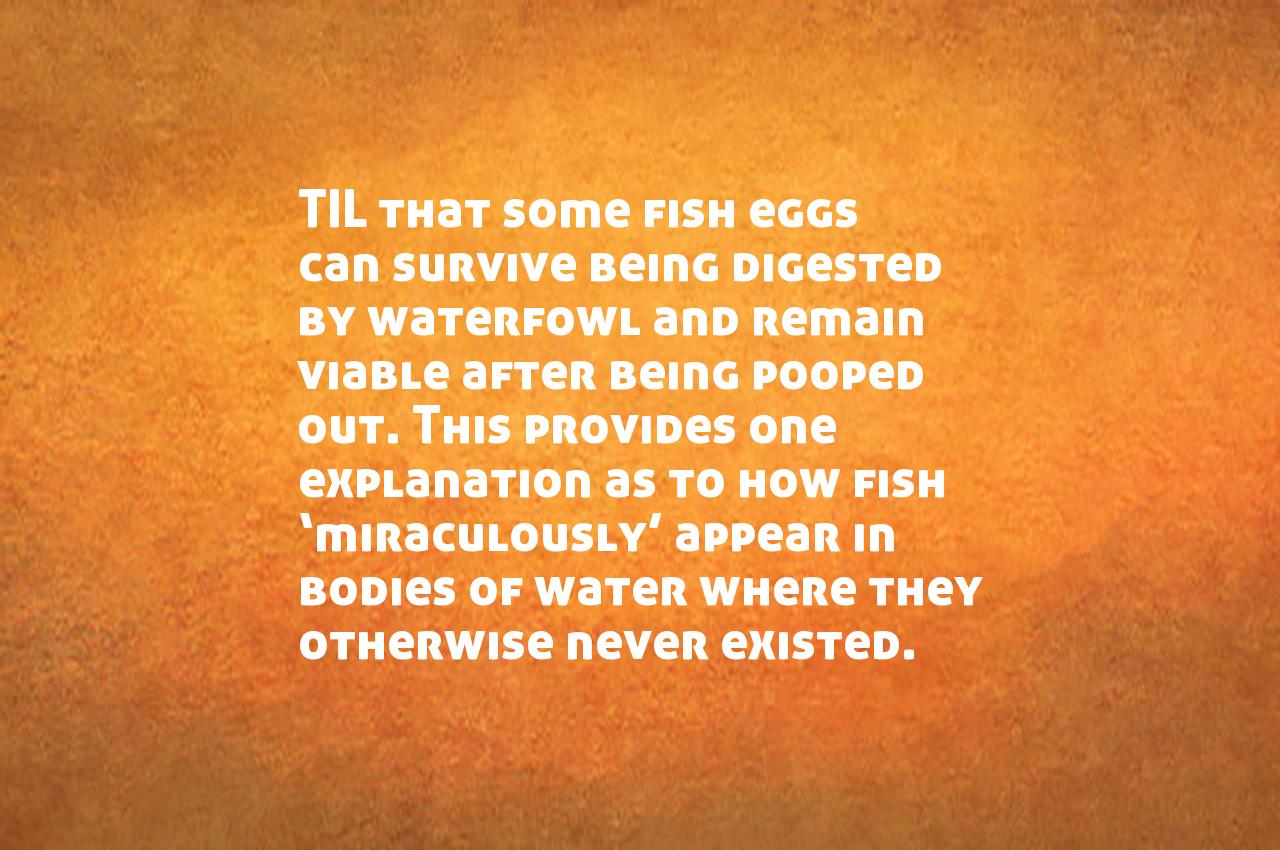 TIL that some fish eggs
can survive being digested
by waterfowl and remain
viable after being pooped
out. This provides one
explanation as to how fish
‘miraculously’ appear in
bodies of water where they
otherwise never existed.